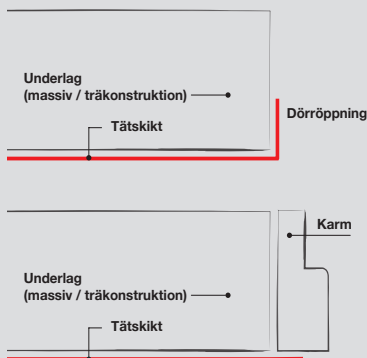 Underlag
(massiv / träkonstruktion)
Dörröppning
Tätskikt
Karm
Underlag
(massiv / träkonstruktion)
Tätskikt